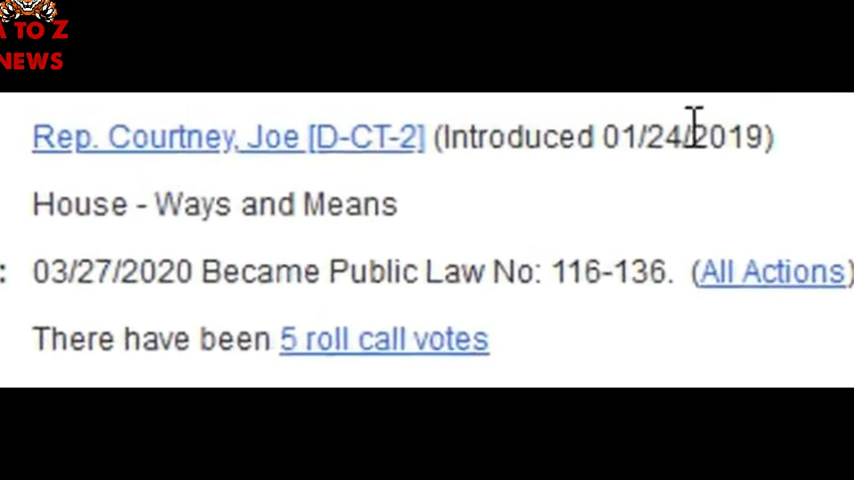 A TO Z
NEWS
Rep. Courtney, Joe [D-CT-2] (Introduced 01/24/2019)
House - Ways and Means
: 03/27/2020 Became Public Law No: 116-136. (All Actions)
There have been 5 roll call votes